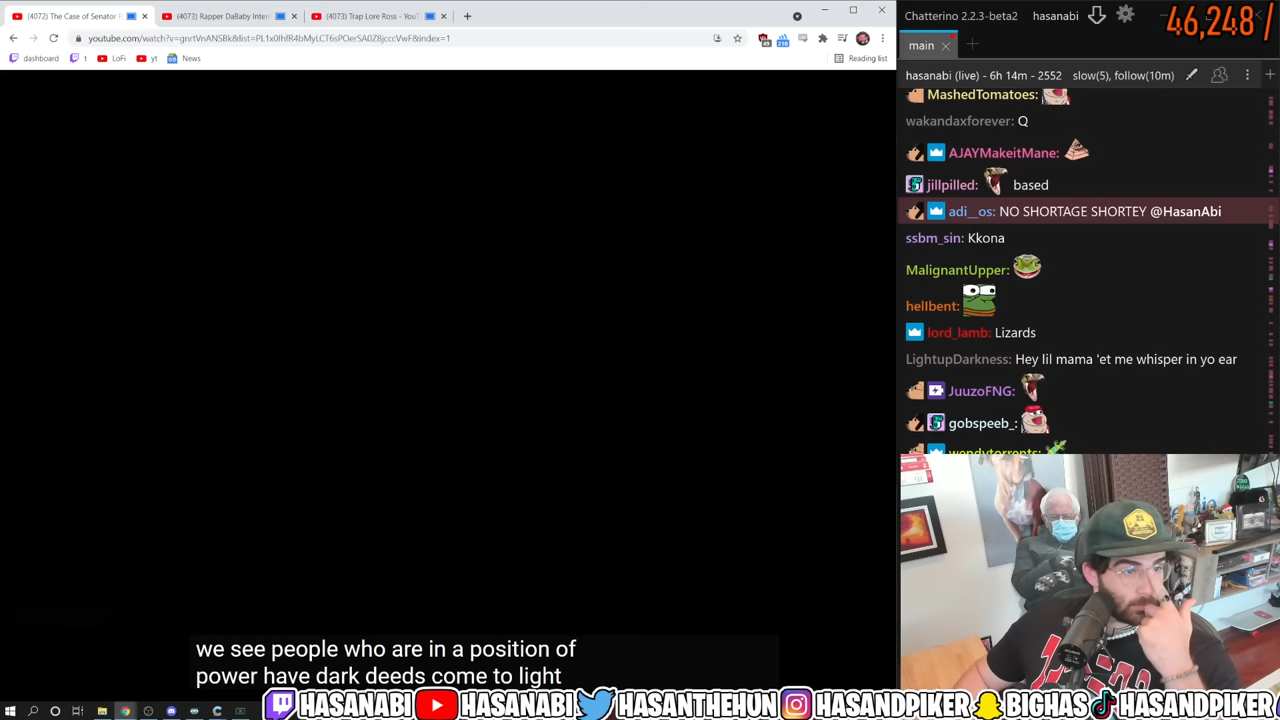 (4072) The Case of Senator R
(4073) Rapper DaBaby Inter
(4073) Trap Lore Ross - YouT
Chatterino 2.2.3-beta2
hasanabi
46,248 /
youtube.com/watch?v=gnrtVnANSBk&list=PL1x0lhfR4bMyLCT6sPOerSA0Z8jcccVwF&index=1
main
dashboard
t
LoFi
yt
News
Reading list
hasanabi (live) - 6h 14m - 2552
slow(5), follow(10m)
MashedTomatoes:
wakandaxforever: Q
AJAYMakeitMane:
jillpilled: based
adi__os: NO SHORTAGE SHORTEY @HasanAbi
ssbm_sin: Kkona
MalignantUpper:
hellbent:
lord_lamb: Lizards
LightupDarkness: Hey lil mama 'et me whisper in yo ear
JuuzoFNG:
gobspeeb_:
wendytorrents:
we see people who are in a position of
power have dark deeds come to light
HASANABI
HASANABI
HASANTHEHUN
HASANDPIKER
BIGHAS
HASANDPIKER